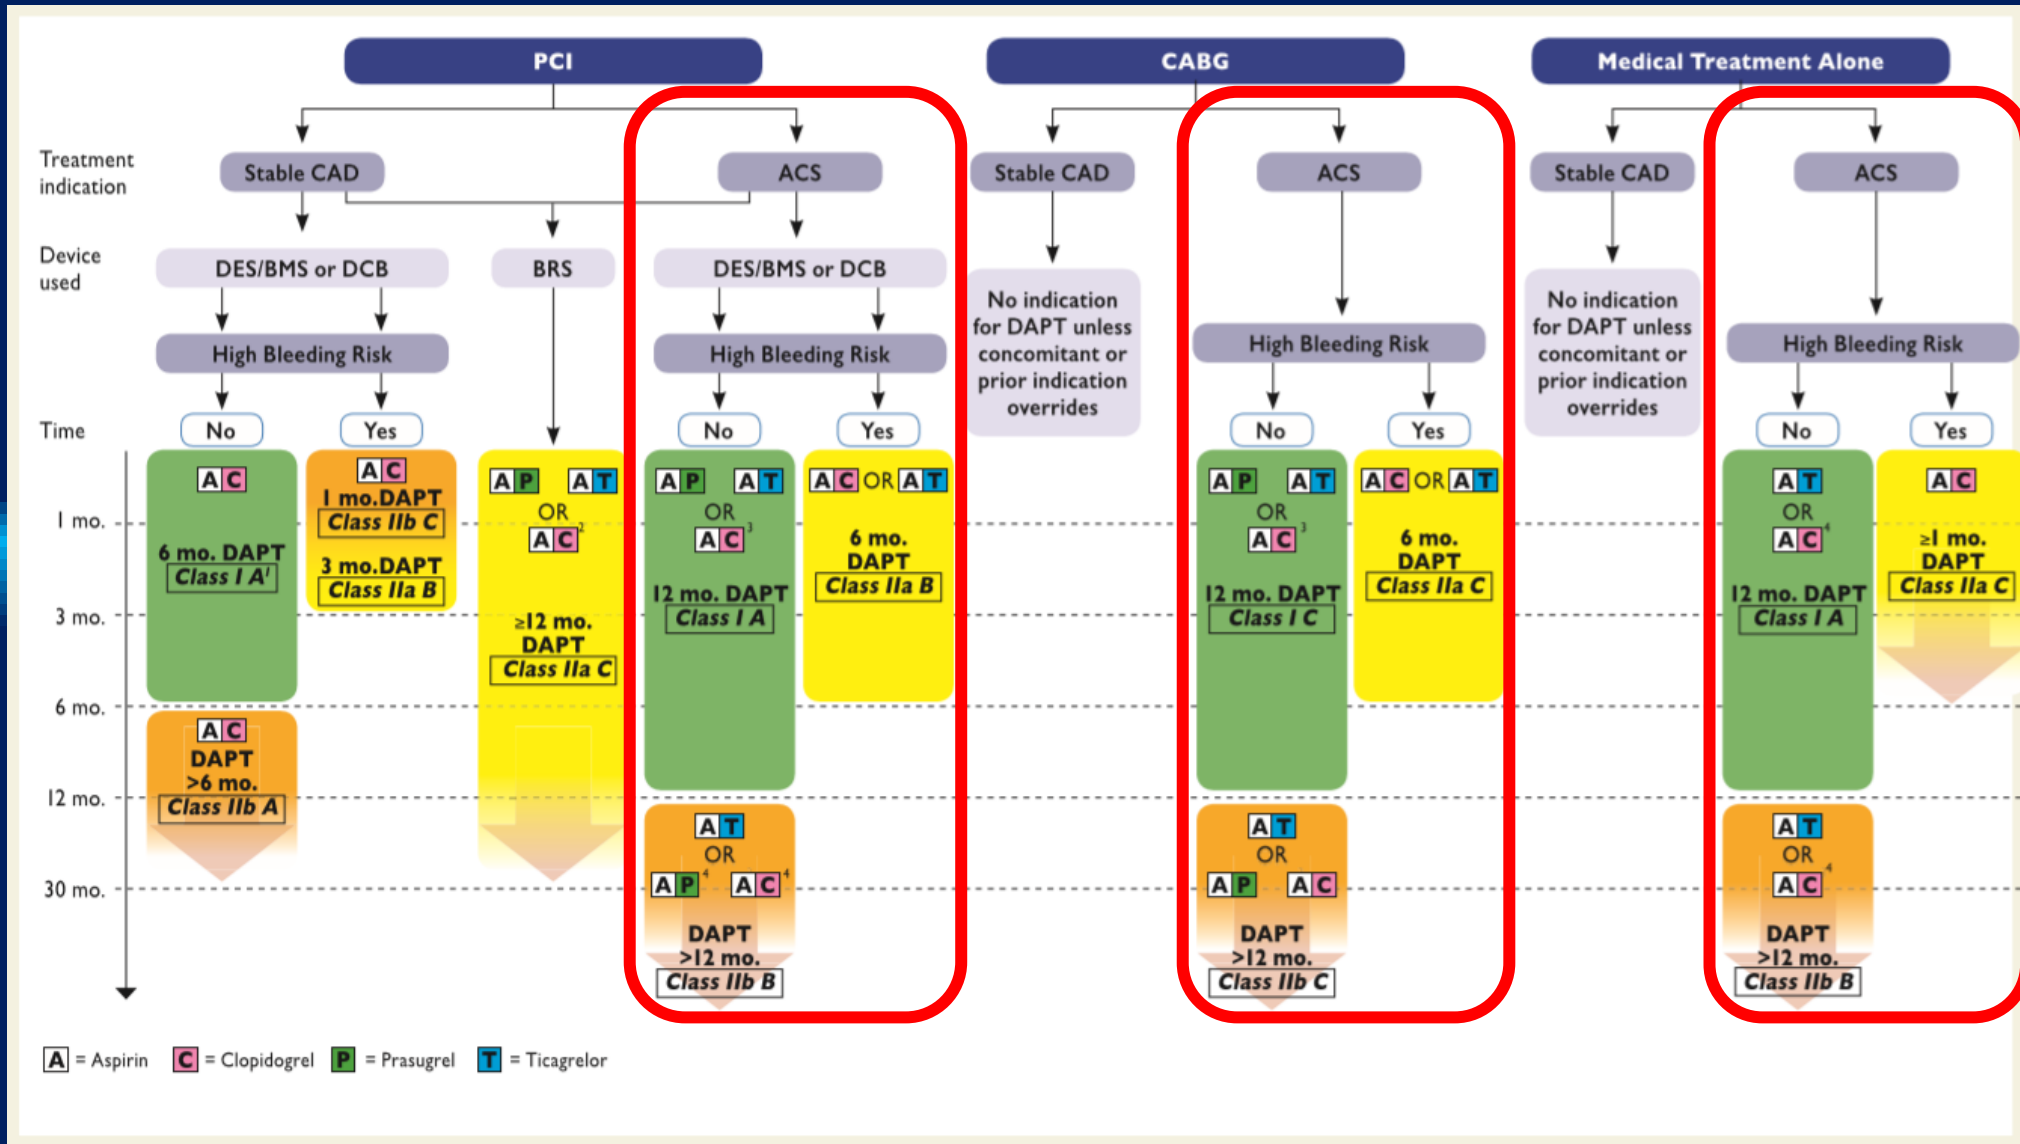 PCI
CABG
Medical Treatment Alone
Treatment
indication
Stable CAD
ACS
Stable CAD
ACS
Stable CAD
ACS
Device
used
DES/BMS or DCB
BRS
DES/BMS or DCB
No indication
for DAPT unless
concomitant or
prior indication
overrides
No indication
for DAPT unless
concomitant or
prior indication
overrides
High Bleeding Risk
High Bleeding Risk
High Bleeding Risk
High Bleeding Risk
Time
No
Yes
No
Yes
No
Yes
No
Yes
1 mo.
3 mo.
6 mo.
12 mo.
30 mo.
A C
6 mo. DAPT
Class I A¹
A C
DAPT
>6 mo.
Class IIb A
A C
1 mo.DAPT
Class IIb C
3 mo.DAPT
Class IIa B
A P A T
OR
A C ²
≥12 mo.
DAPT
Class IIa C
A P A T
OR
A C ³
12 mo. DAPT
Class I A
A T
OR
A P ⁴ A C ⁴
DAPT
>12 mo.
Class IIb B
A C OR A T
6 mo.
DAPT
Class IIa B
A P A T
OR
A C ³
12 mo. DAPT
Class I C
A T
OR
A P A C
DAPT
>12 mo.
Class IIb C
A C OR A T
6 mo.
DAPT
Class IIa C
A T
OR
A C ⁴
12 mo. DAPT
Class I A
A T
OR
A C ⁴
DAPT
>12 mo.
Class IIb B
A C
≥1 mo.
DAPT
Class IIa C
A = Aspirin C = Clopidogrel P = Prasugrel T = Ticagrelor